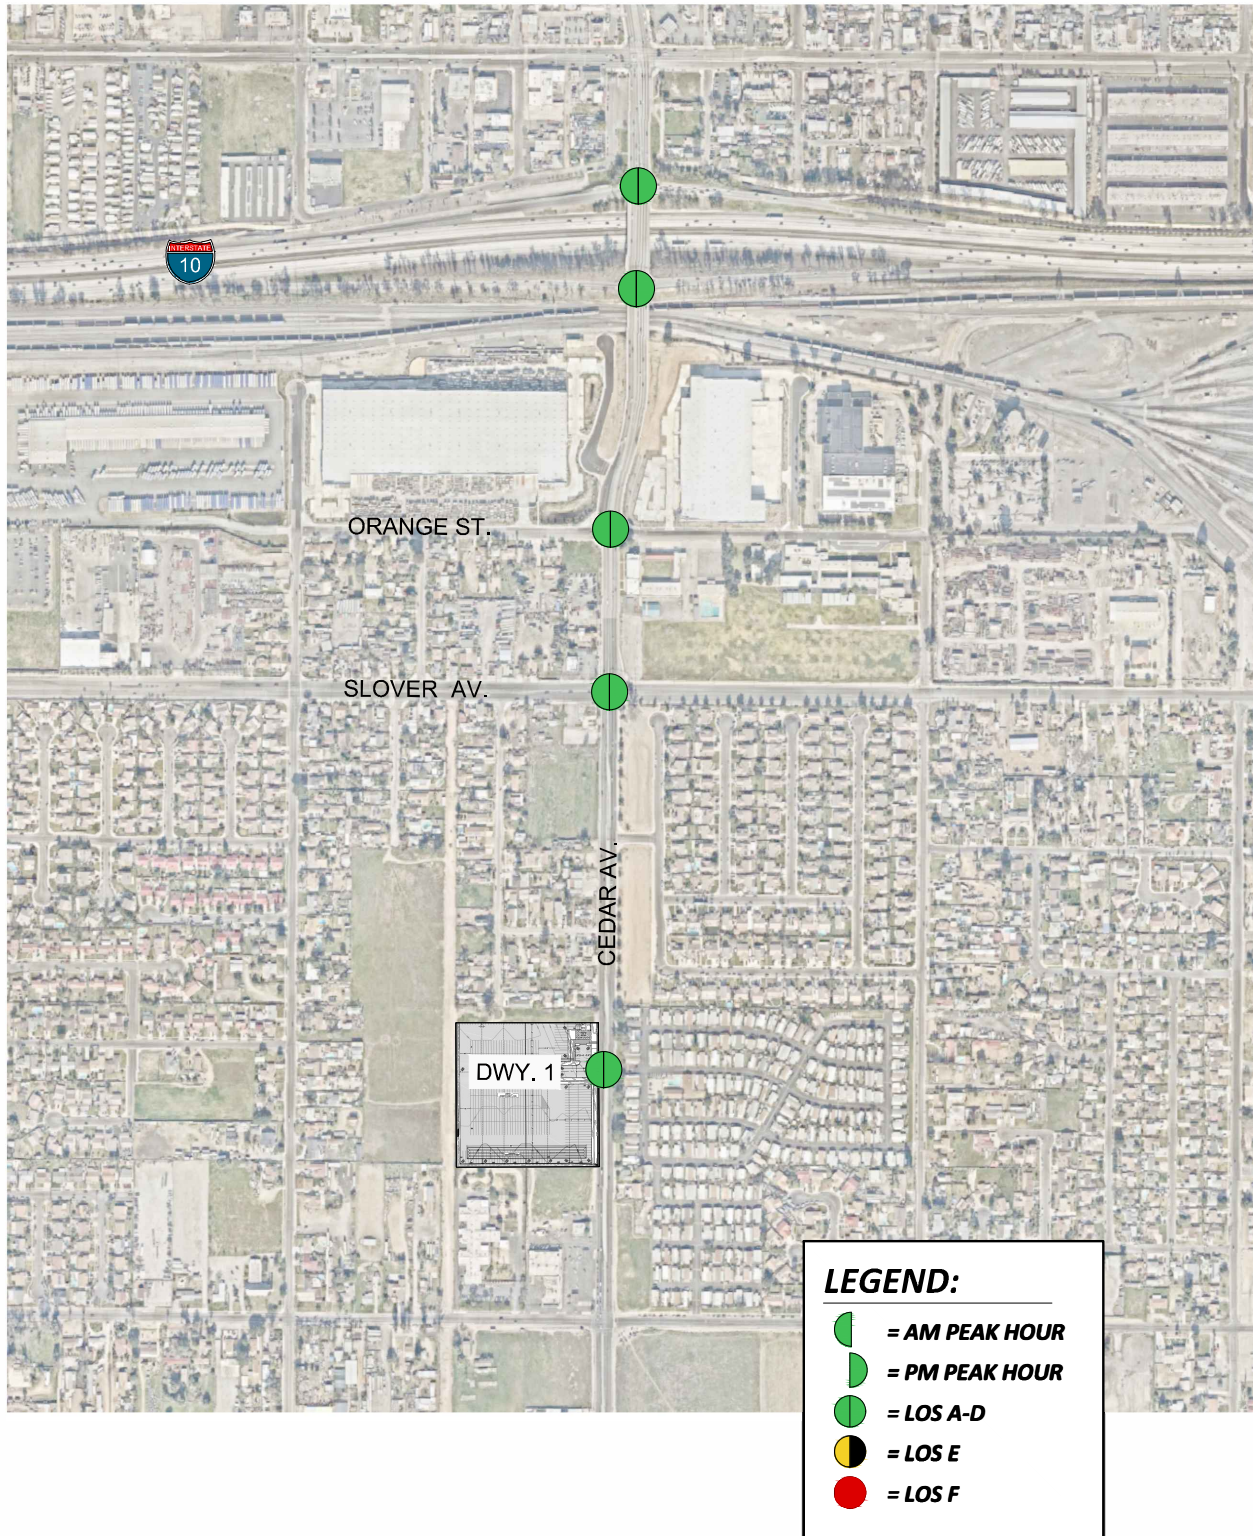 INTERSTATE
10
ORANGE ST.
SLOVER AV.
CEDAR AV.
DWY. 1
LEGEND:
= AM PEAK HOUR
= PM PEAK HOUR
= LOS A-D
= LOS E
= LOS F